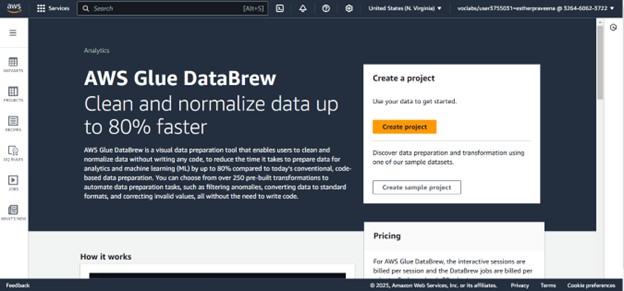 aws
Services
Search
[Alt+S]
United States (N. Virginia)
voclabs/user3755031=estherpraveena @ 3264-6062-3722
DATASETS
PROJECTS
RECIPES
DQ RULES
JOBS
WHAT'S NEW
Analytics
AWS Glue DataBrew
Clean and normalize data up
to 80% faster
AWS Glue DataBrew is a visual data preparation tool that enables users to clean and
normalize data without writing any code, to reduce the time it takes to prepare data for
analytics and machine learning (ML) by up to 80% compared to today's conventional, code-
based data preparation. You can choose from over 250 pre-built transformations to
automate data preparation tasks, such as filtering anomalies, converting data to standard
formats, and correcting invalid values, all without the need to write code.
Create a project
Use your data to get started.
Create project
Discover data preparation and transformation using
one of our sample datasets.
Create sample project
Pricing
For AWS Glue DataBrew, the interactive sessions are
billed per session and the DataBrew jobs are billed per
How it works
Feedback
© 2025, Amazon Web Services, Inc. or its affiliates.
Privacy
Terms
Cookie preferences